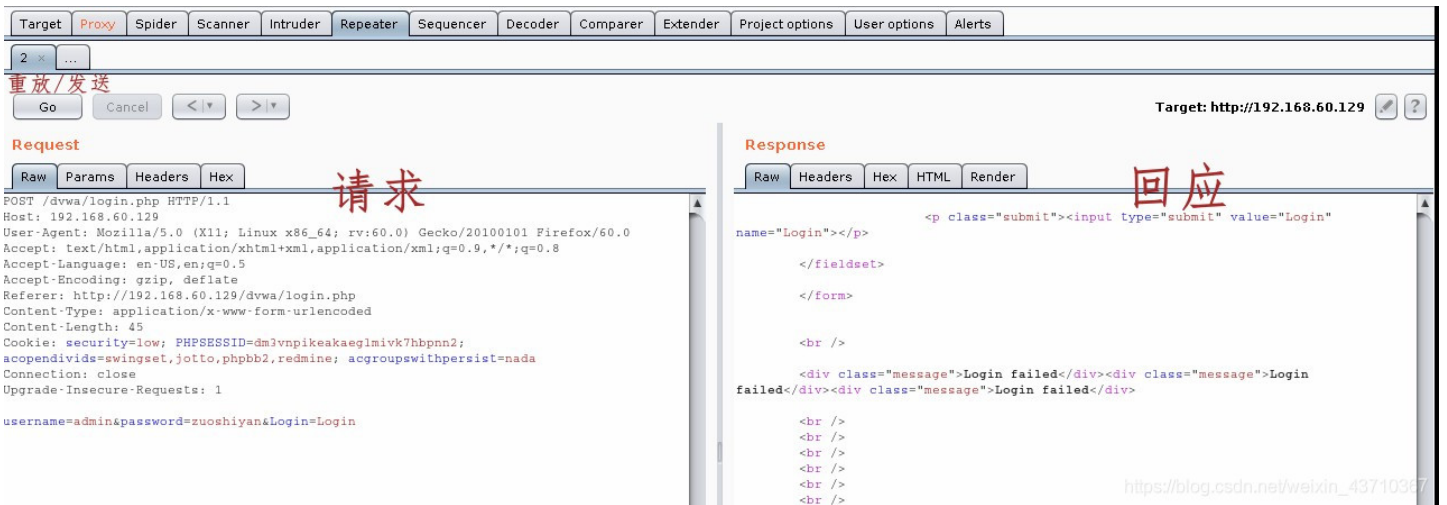 Target Proxy Spider Scanner Intruder Repeater Sequencer Decoder Comparer Extender Project options User options Alerts
2 × ...
重放/发送
Go Cancel < > Target: http://192.168.60.129 ?
Request
Raw Params Headers Hex
请求
POST /dvwa/login.php HTTP/1.1
Host: 192.168.60.129
User-Agent: Mozilla/5.0 (X11; Linux x86_64; rv:60.0) Gecko/20100101 Firefox/60.0
Accept: text/html,application/xhtml+xml,application/xml;q=0.9,*/*;q=0.8
Accept-Language: en-US,en;q=0.5
Accept-Encoding: gzip, deflate
Referer: http://192.168.60.129/dvwa/login.php
Content-Type: application/x-www-form-urlencoded
Content-Length: 45
Cookie: security=low; PHPSESSID=dm3vnpikeakaeglmivk7hbpnn2;
acopendivids=swingset,jotto,phpbb2,redmine; acgroupswithpersist=nada
Connection: close
Upgrade-Insecure-Requests: 1
username=admin&password=zuoshiyan&Login=Login
Response
Raw Headers Hex HTML Render
回应
<p class="submit"><input type="submit" value="Login"
name="Login"></p>
</fieldset>
</form>
<br />
<div class="message">Login failed</div><div class="message">Login
failed</div><div class="message">Login failed</div>
<br />
<br />
<br />
<br />
<br />
<br />
https://blog.csdn.net/weixin_43710367